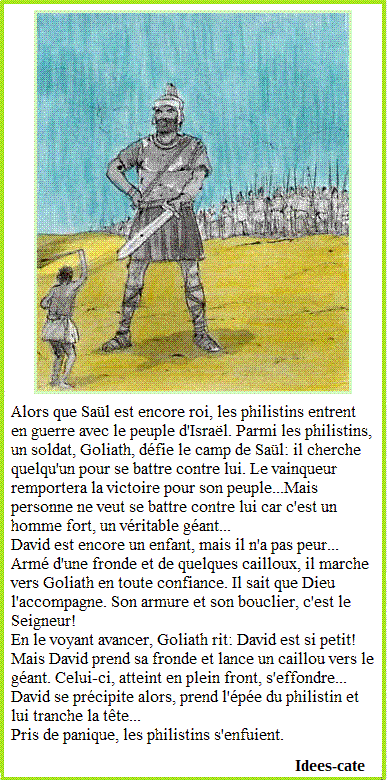 Alors que Saül est encore roi, les philistins entrent
en guerre avec le peuple d'Israël. Parmi les philistins,
un soldat, Goliath, défie le camp de Saül: il cherche
quelqu'un pour se battre contre lui. Le vainqueur
remportera la victoire pour son peuple...Mais
personne ne veut se battre contre lui car c'est un
homme fort, un véritable géant...
David est encore un enfant, mais il n'a pas peur...
Armé d'une fronde et de quelques cailloux, il marche
vers Goliath en toute confiance. Il sait que Dieu
l'accompagne. Son armure et son bouclier, c'est le
Seigneur!
En le voyant avancer, Goliath rit: David est si petit!
Mais David prend sa fronde et lance un caillou vers le
géant. Celui-ci, atteint en plein front, s'effondre...
David se précipite alors, prend l'épée du philistin et
lui tranche la tête...
Pris de panique, les philistins s'enfuient.
Idees-cate